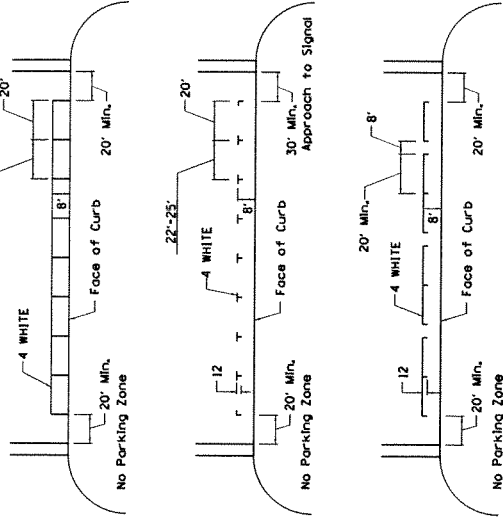 20'
8'
4 WHITE
Face of Curb
20' Min.
20' Min.
No Parking Zone
22'-25'
20'
8'
4 WHITE
12
Face of Curb
20' Min.
30' Min.
Approach to Signal
No Parking Zone
20' Min.
8'
8'
4 WHITE
12
Face of Curb
20' Min.
20' Min.
No Parking Zone